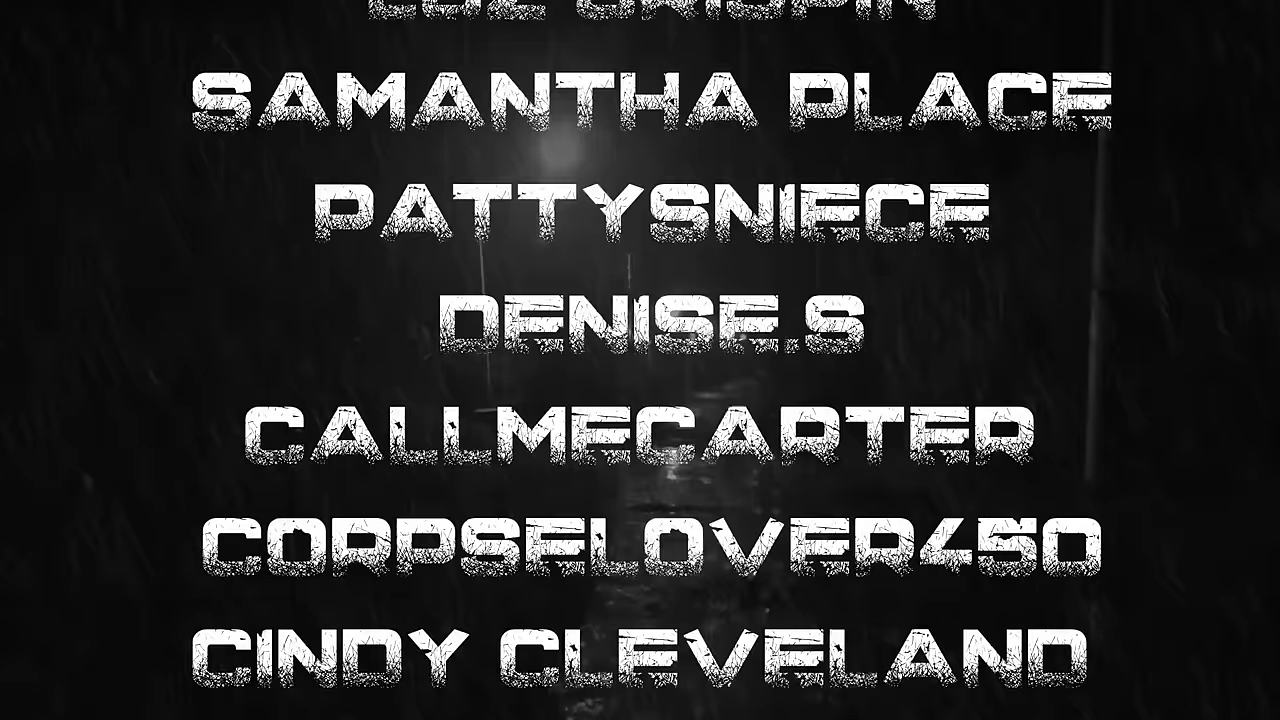 SAMANTHA PLACE
PATTYSNIECE
DENISE.S
CALLMECARTER
CORPSELOVER450
CINDY CLEVELAND